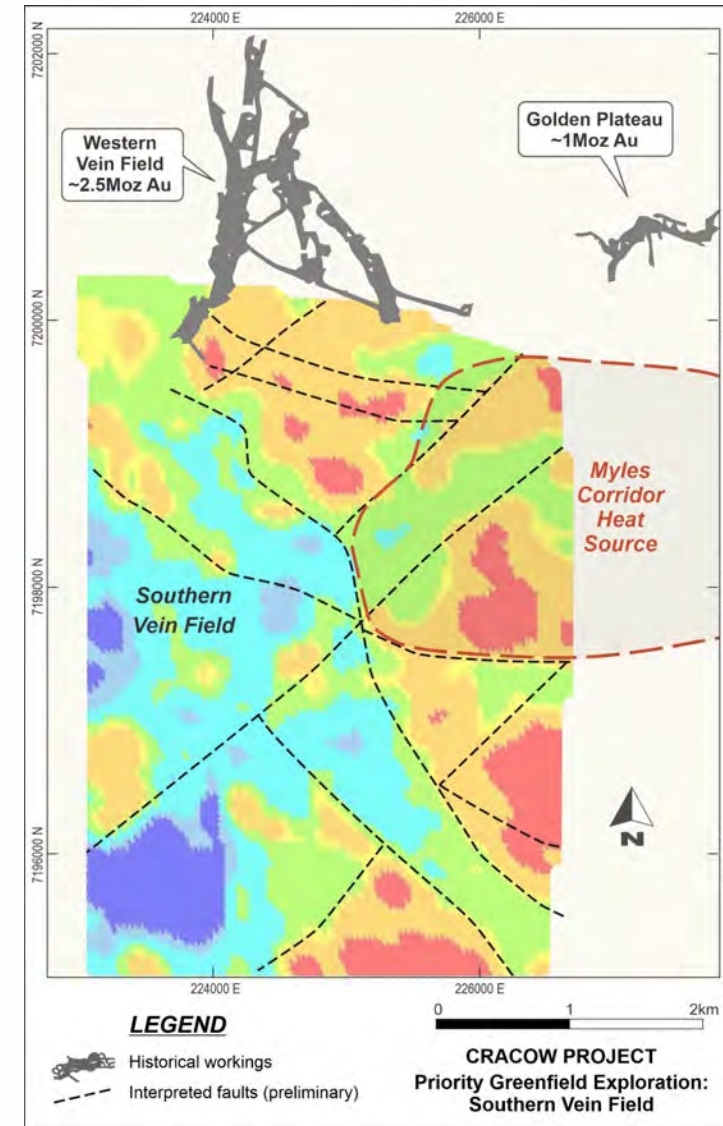 224000 E
226000 E
7202000 N
Western
Vein Field
~2.5Moz Au
Golden Plateau
~1Moz Au
7200000 N
Myles
Corridor
Heat
Source
7198000 N
Southern
Vein Field
N
7196000 N
224000 E
226000 E
LEGEND
Historical workings
Interpreted faults (preliminary)
0 1 2km
CRACOW PROJECT
Priority Greenfield Exploration:
Southern Vein Field